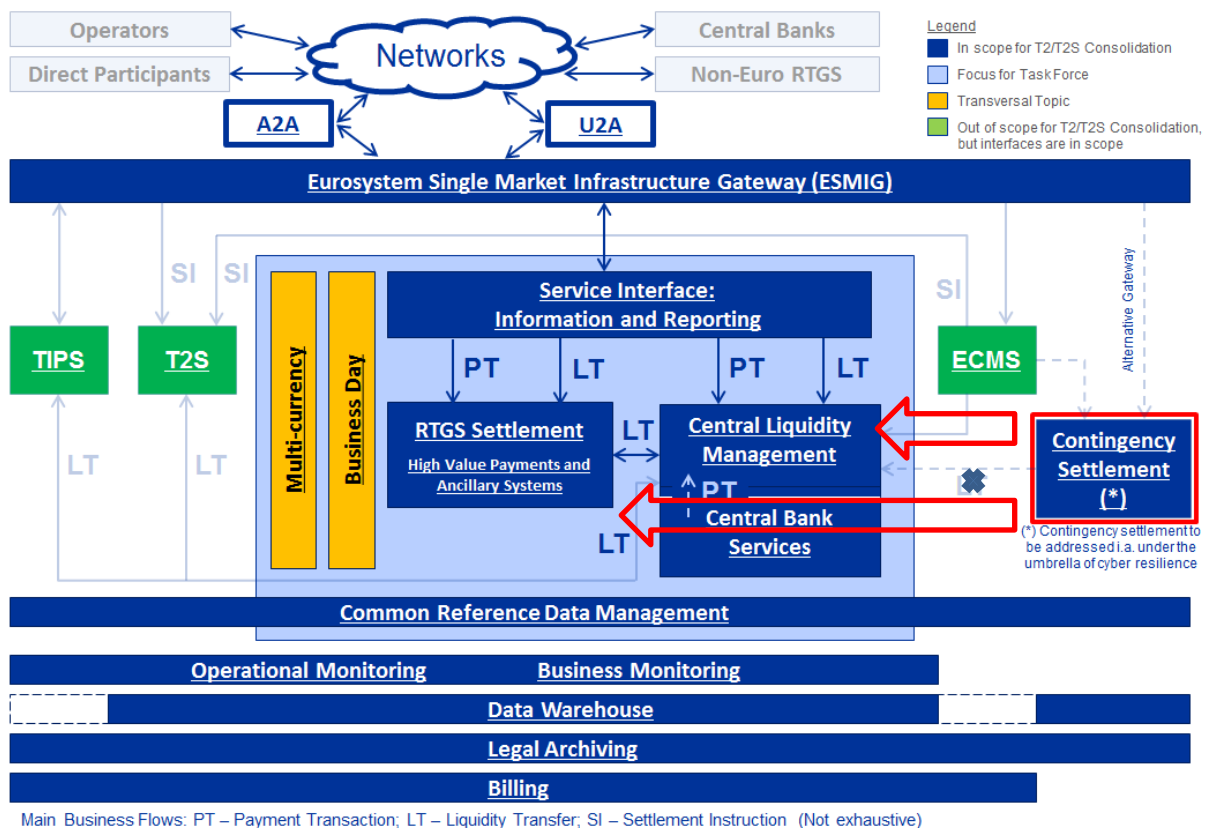 Operators
Direct Participants
Networks
Central Banks
Non-Euro RTGS
Legend
In scope for T2/T2S Consolidation
Focus for Task Force
Transversal Topic
Out of scope for T2/T2S Consolidation,
but interfaces are in scope
A2A
U2A
Eurosystem Single Market Infrastructure Gateway (ESMIG)
SI
SI
SI
Alternative Gateway
TIPS
T2S
Multi-currency
Business Day
Service Interface:
Information and Reporting
PT
LT
PT
LT
ECMS
RTGS Settlement
High Value Payments and
Ancillary Systems
LT
Central Liquidity
Management
PT
Central Bank
Services
LT
LT
LT
LT
Contingency
Settlement
(*)
(*) Contingency settlement to
be addressed i.a. under the
umbrella of cyber resilience
Common Reference Data Management
Operational Monitoring
Business Monitoring
Data Warehouse
Legal Archiving
Billing
Main Business Flows: PT – Payment Transaction; LT – Liquidity Transfer; SI – Settlement Instruction (Not exhaustive)